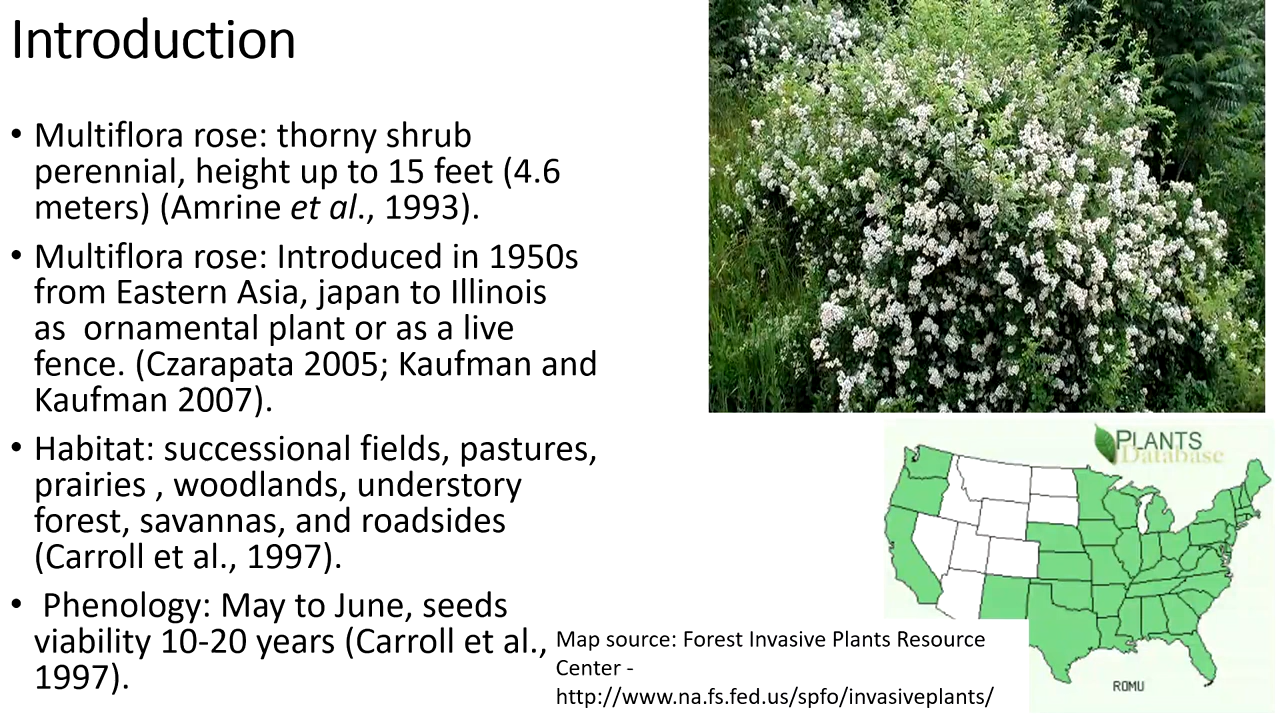 Introduction
• Multiflora rose: thorny shrub
perennial, height up to 15 feet (4.6
meters) (Amrine et al., 1993).
• Multiflora rose: Introduced in 1950s
from Eastern Asia, japan to Illinois
as  ornamental plant or as a live
fence. (Czarapata 2005; Kaufman and
Kaufman 2007).
• Habitat: successional fields, pastures,
prairies , woodlands, understory
forest, savannas, and roadsides
(Carroll et al., 1997).
•  Phenology: May to June, seeds
viability 10-20 years (Carroll et al.,
1997).
PLANTS
Database
ROMU
Map source: Forest Invasive Plants Resource
Center -
http://www.na.fs.fed.us/spfo/invasiveplants/